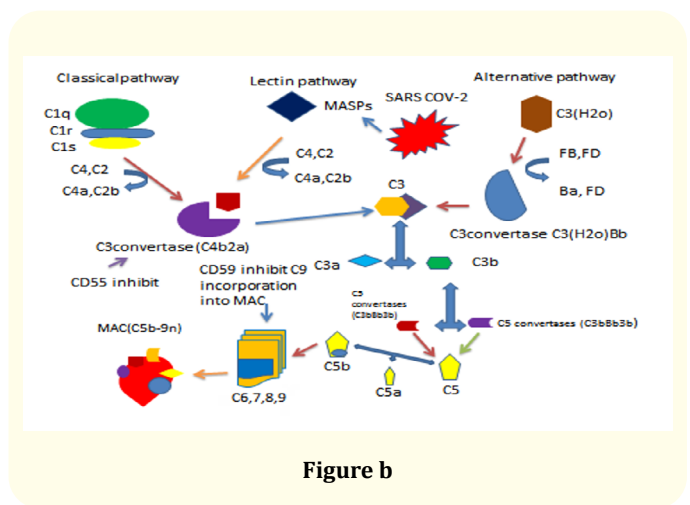 Classicalpathway
Lectin pathway
Alternative pathway
C1q
C1r
C1s
MASPs
SARS COV-2
C3(H2o)
C4,C2
C4a,C2b
C4,C2
C4a,C2b
C3
FB,FD
Ba, FD
C3convertase(C4b2a)
C3convertase C3(H2o)Bb
CD55 inhibit
CD59 inhibit C9
incorporation
into MAC
C3a
C3b
C5
convertases
(C3bBb3b)
C5 convertases (C3bBb3b)
MAC(C5b-9n)
C6,7,8,9
C5b
C5a
C5
Figure b